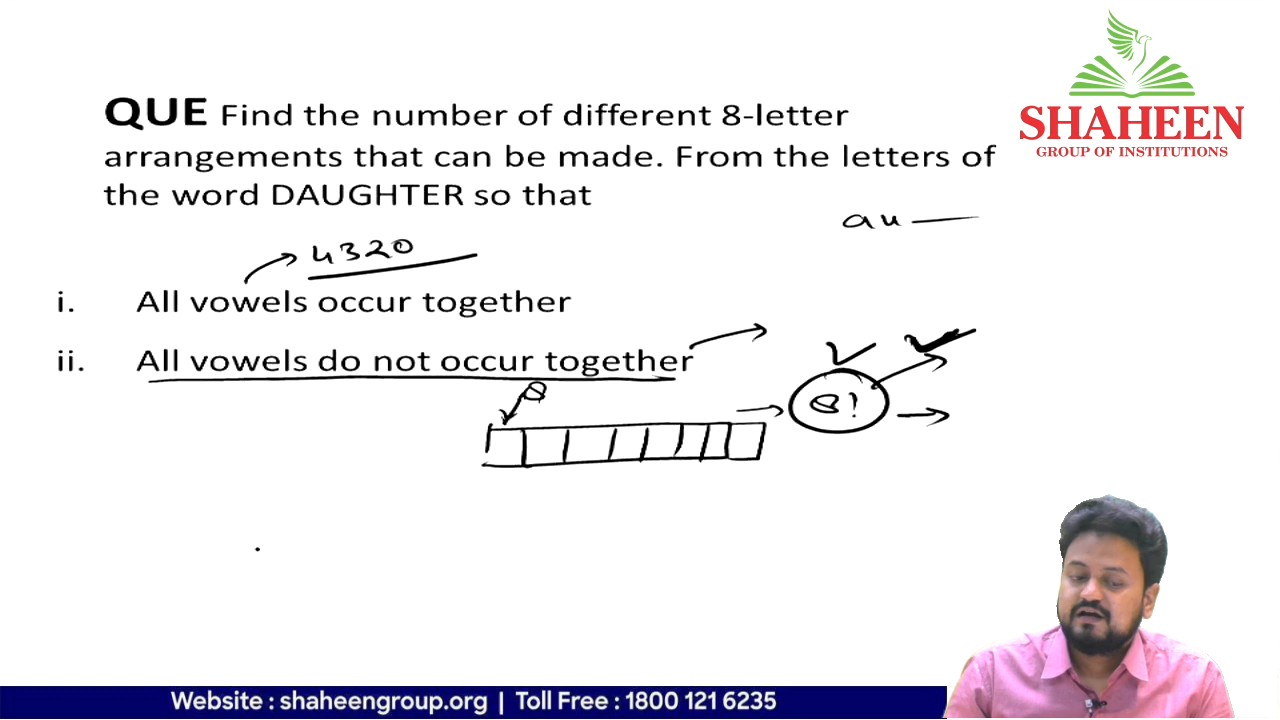 QUE Find the number of different 8-letter
arrangements that can be made. From the letters of
the word DAUGHTER so that
au
4320
i. All vowels occur together
ii. All vowels do not occur together
8
8!
SHAHEEN
GROUP OF INSTITUTIONS
Website : shaheengroup.org | Toll Free : 1800 121 6235